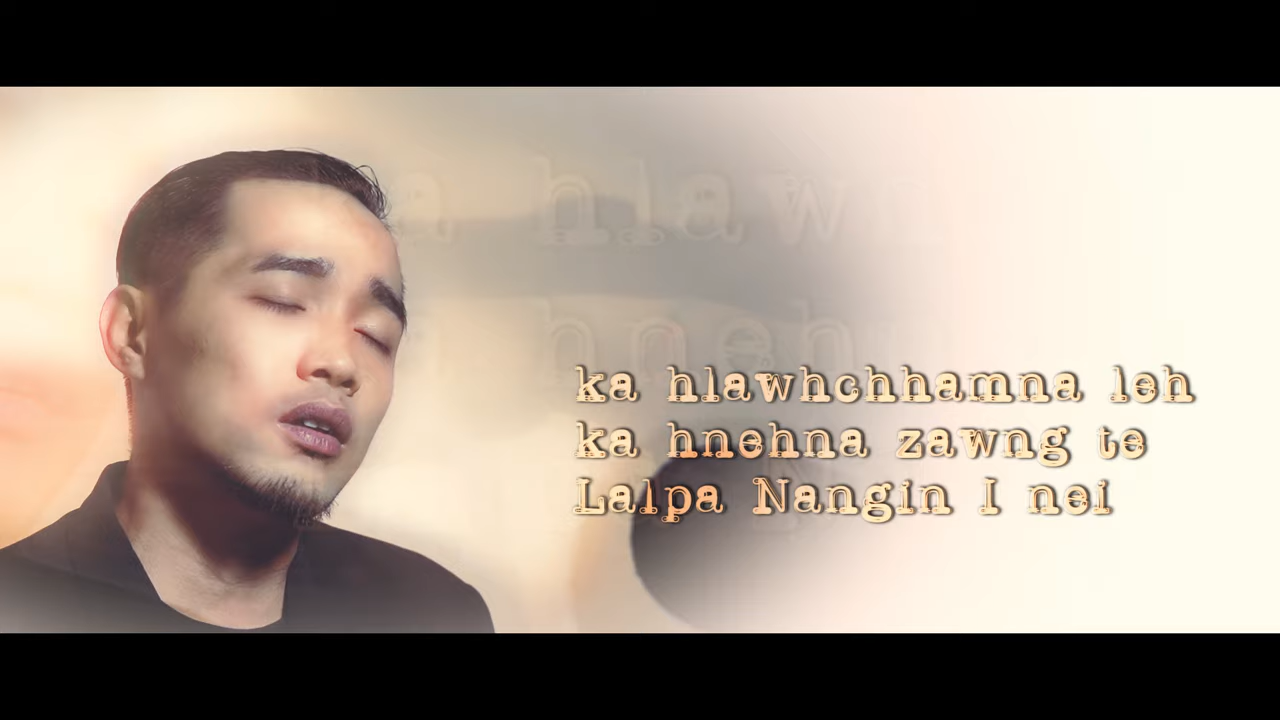 ka hlawhchhamna leh
ka hnehna zawng te
Lalpa Nangin I nei